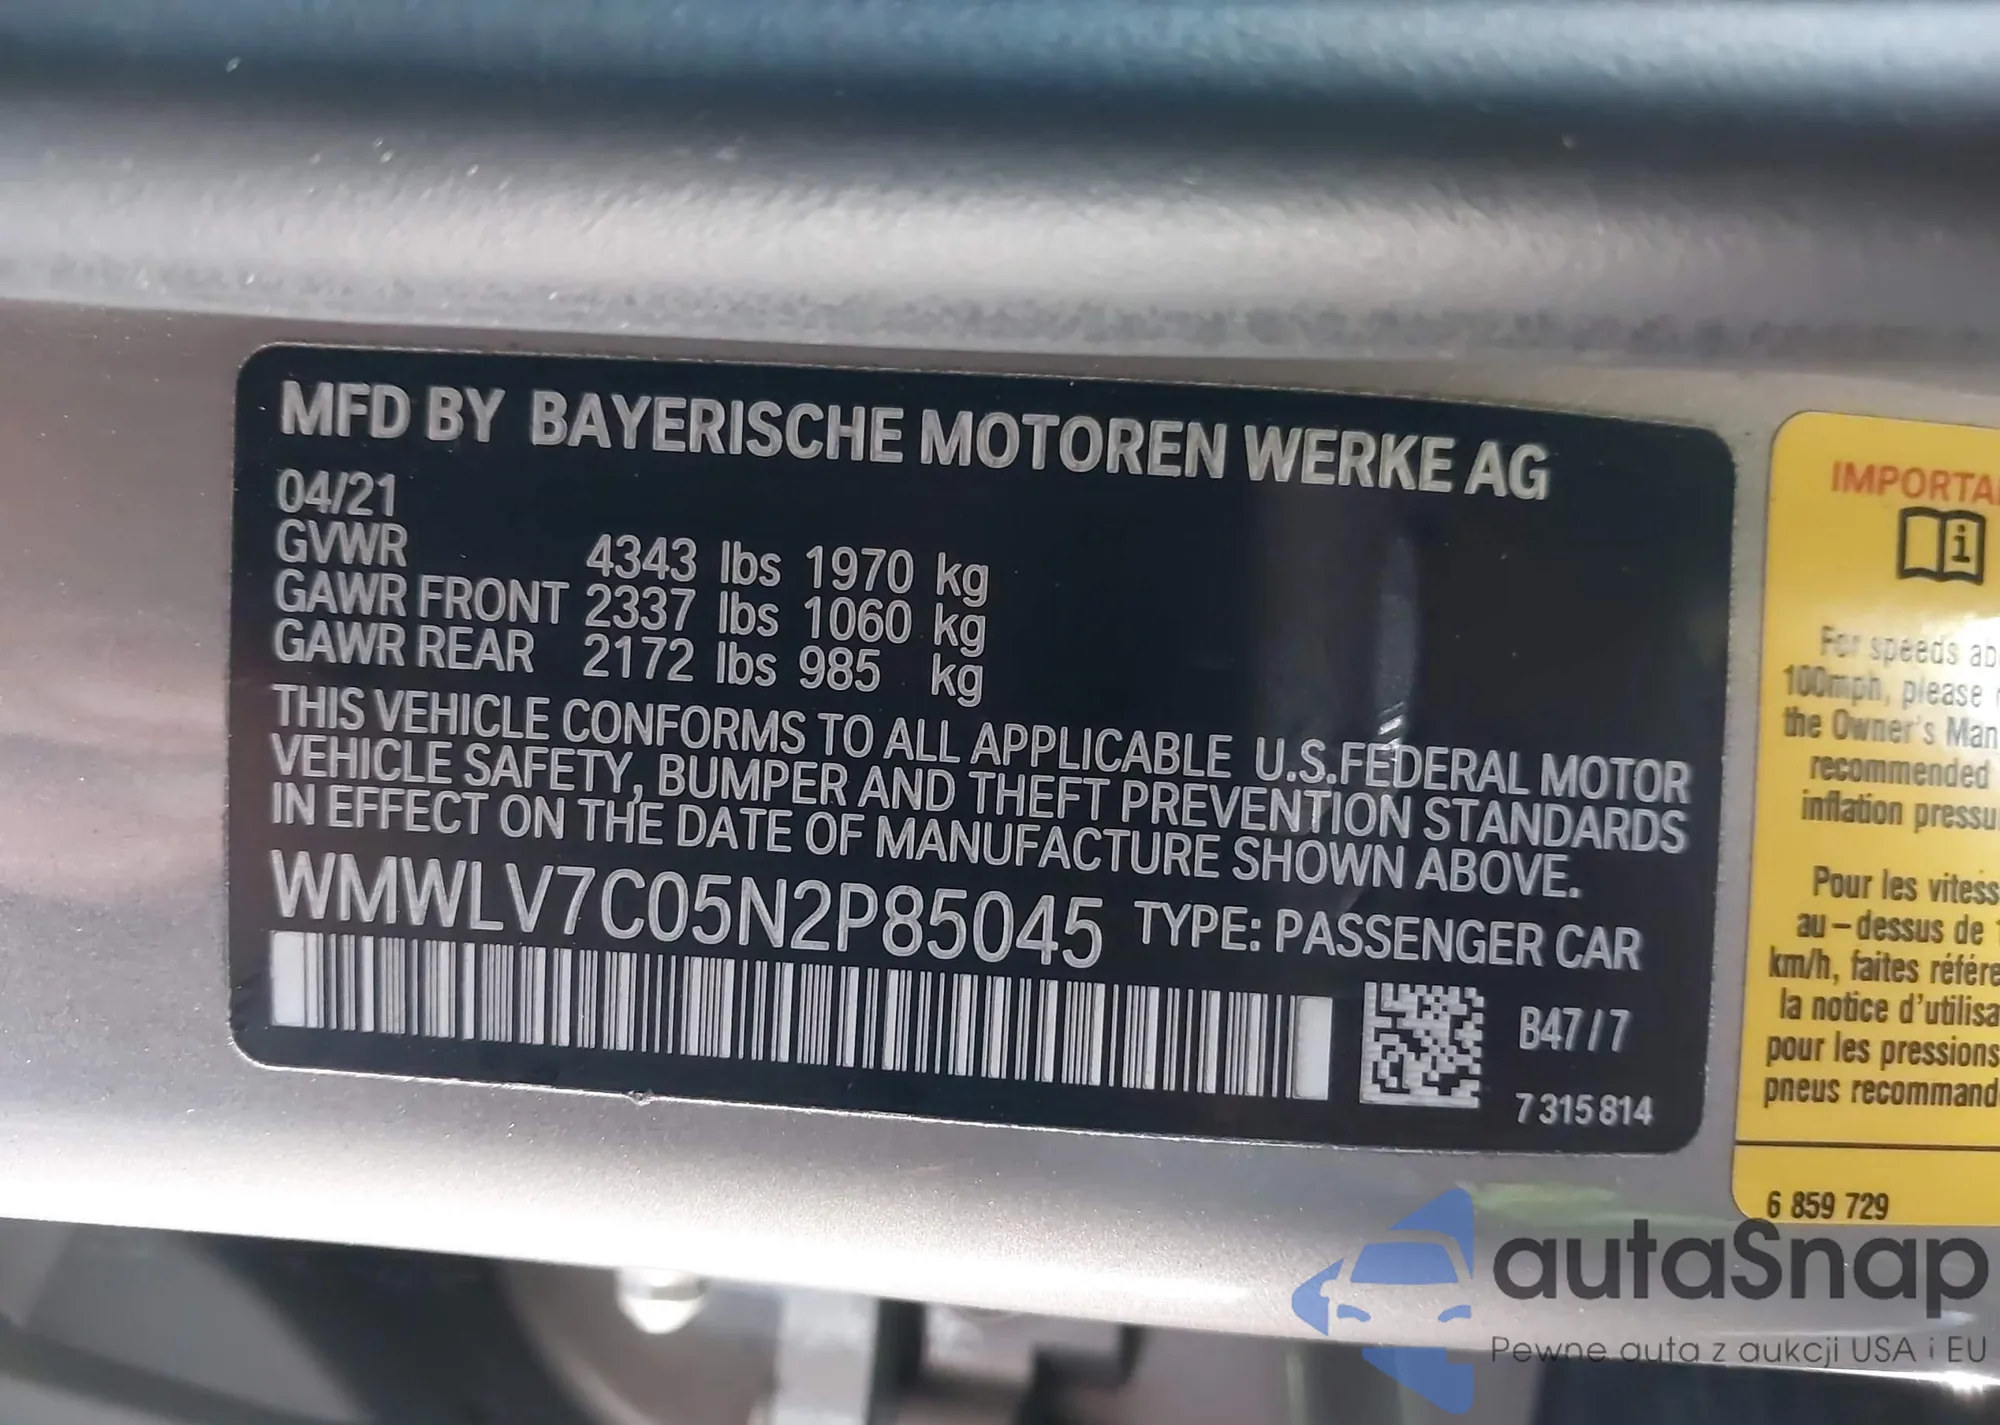 MFD BY BAYERISCHE MOTOREN WERKE AG
04/21
GVWR 4343 lbs 1970 kg
GAWR FRONT 2337 lbs 1060 kg
GAWR REAR 2172 lbs 985 kg
THIS VEHICLE CONFORMS TO ALL APPLICABLE U.S.FEDERAL MOTOR
VEHICLE SAFETY, BUMPER AND THEFT PREVENTION STANDARDS
IN EFFECT ON THE DATE OF MANUFACTURE SHOWN ABOVE.
WMWLV7C05N2P85045 TYPE: PASSENGER CAR
B47/7
7 315 814
IMPORTA
i
For speeds ab
100mph, please
the Owner's Man
recommended
inflation pressu
Pour les vitess
au-dessus de
km/h, faites référe
la notice d'utilisa
pour les pressions
pneus recommand
6 859 729
autaSnap
Pewne auta z aukcji USA i EU